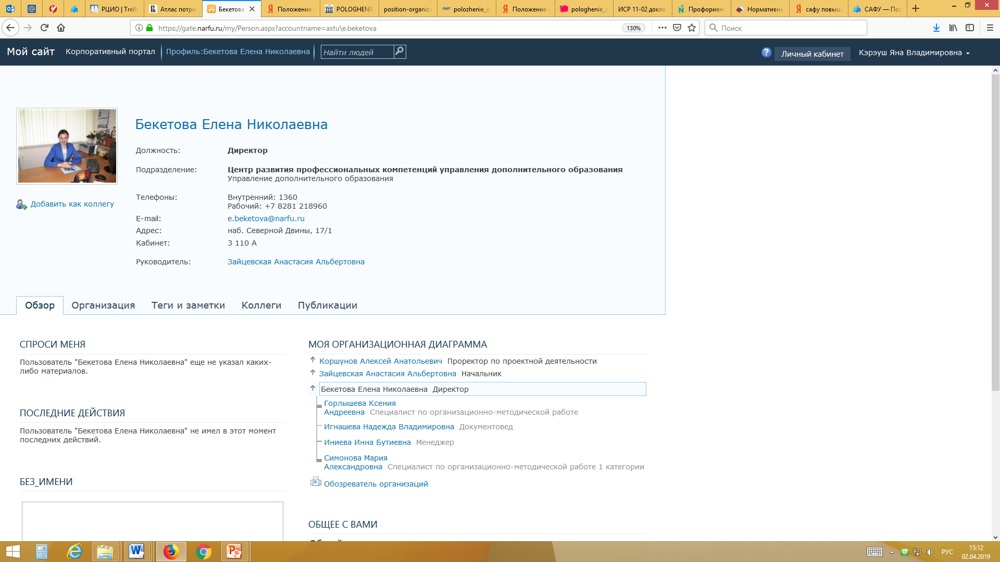 РЦИО | Trello
Атлас потре
Бекетова
Положение
POLOGHENIE
position-organiza
polozhenie_o
Положение
pologhenie_o
ИСР 11-02 докла
Профориент
Нормативнь
сафу повыш
САФУ — Пов
https://gate.narfu.ru/my/Person.aspx?accountname=astu\e.beketova
130%
Поиск
Мой сайт
Корпоративный портал
Профиль:Бекетова Елена Николаевна
Найти людей
Личный кабинет
Кэрэуш Яна Владимировна
Бекетова Елена Николаевна
Должность: Директор
Подразделение: Центр развития профессиональных компетенций управления дополнительного образования
Управление дополнительного образования
Телефоны: Внутренний: 1360
Рабочий: +7 8281 218960
Добавить как коллегу
E-mail: e.beketova@narfu.ru
Адрес: наб. Северной Двины, 17/1
Кабинет: 3 110 А
Руководитель: Зайцевская Анастасия Альбертовна
Обзор Организация Теги и заметки Коллеги Публикации
СПРОСИ МЕНЯ
Пользователь "Бекетова Елена Николаевна" еще не указал каких-
либо материалов.
ПОСЛЕДНИЕ ДЕЙСТВИЯ
Пользователь "Бекетова Елена Николаевна" не имел в этот момент
последних действий.
БЕЗ_ИМЕНИ
МОЯ ОРГАНИЗАЦИОННАЯ ДИАГРАММА
Коршунов Алексей Анатольевич Проректор по проектной деятельности
Зайцевская Анастасия Альбертовна Начальник
Бекетова Елена Николаевна Директор
Горлышева Ксения
Андреевна Специалист по организационно-методической работе
Игнашева Надежда Владимировна Документовед
Иниева Инна Бутиевна Менеджер
Симонова Мария
Александровна Специалист по организационно-методической работе 1 категории
Обозреватель организаций
ОБЩЕЕ С ВАМИ
РУС
15:12
02.04.2019